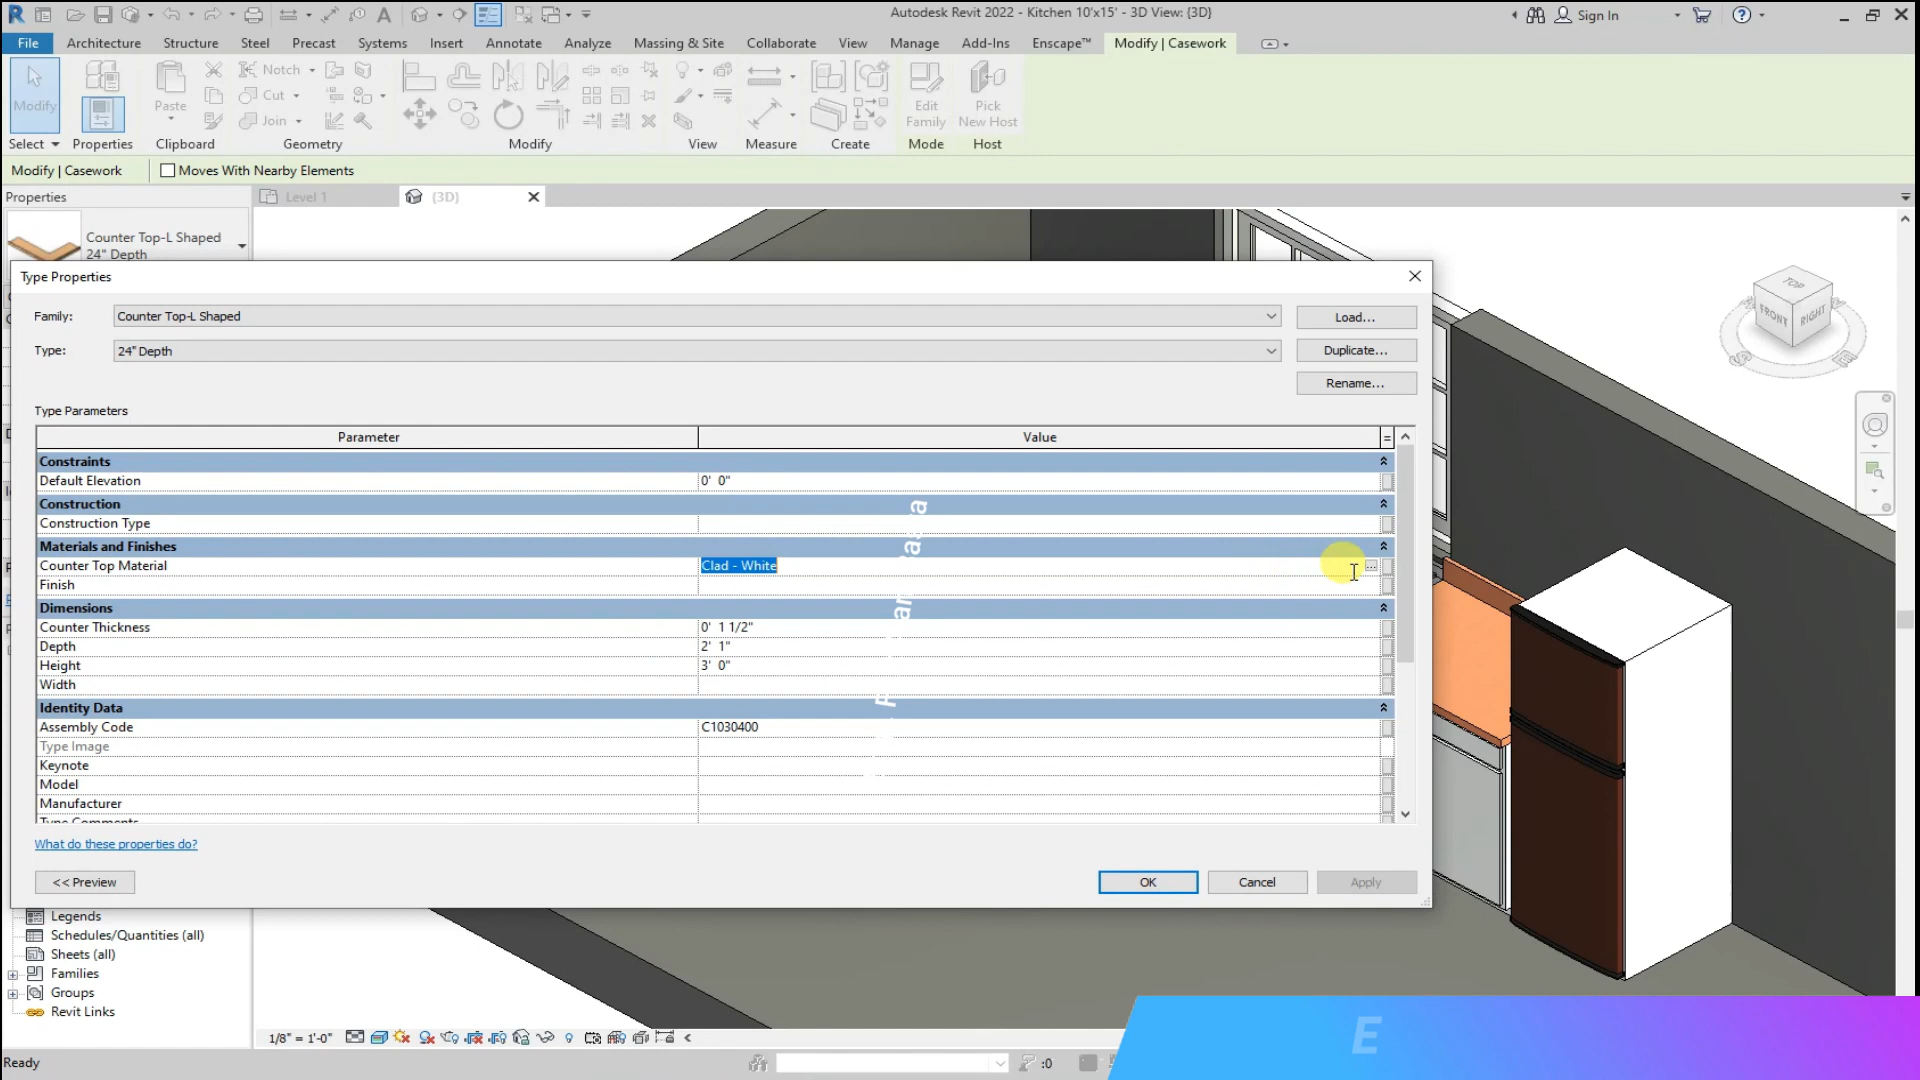 Autodesk Revit 2022 - Kitchen 10'x15' - 3D View: {3D}
Sign In
File
Architecture
Structure
Steel
Precast
Systems
Insert
Annotate
Analyze
Massing & Site
Collaborate
View
Manage
Add-Ins
Enscape™
Modify | Casework
Modify
Paste
Notch
Cut
Join
Edit
Family
Pick
New Host
Select
Properties
Clipboard
Geometry
Modify
View
Measure
Create
Mode
Host
Modify | Casework
Moves With Nearby Elements
Properties
Level 1
{3D}
Counter Top-L Shaped
24" Depth
Type Properties
Family:
Counter Top-L Shaped
Load...
Type:
24" Depth
Duplicate...
Rename...
Type Parameters
Parameter
Value
=
Constraints
Default Elevation
0' 0"
Construction
Construction Type
Materials and Finishes
Counter Top Material
Clad - White
Finish
Dimensions
Counter Thickness
0' 1 1/2"
Depth
2' 1"
Height
3' 0"
Width
Identity Data
Assembly Code
C1030400
Type Image
Keynote
Model
Manufacturer
Type Comments
What do these properties do?
<< Preview
OK
Cancel
Apply
TOP
FRONT
RIGHT
Legends
Schedules/Quantities (all)
Sheets (all)
Families
Groups
Revit Links
1/8" = 1'-0"
Ready
:0
E